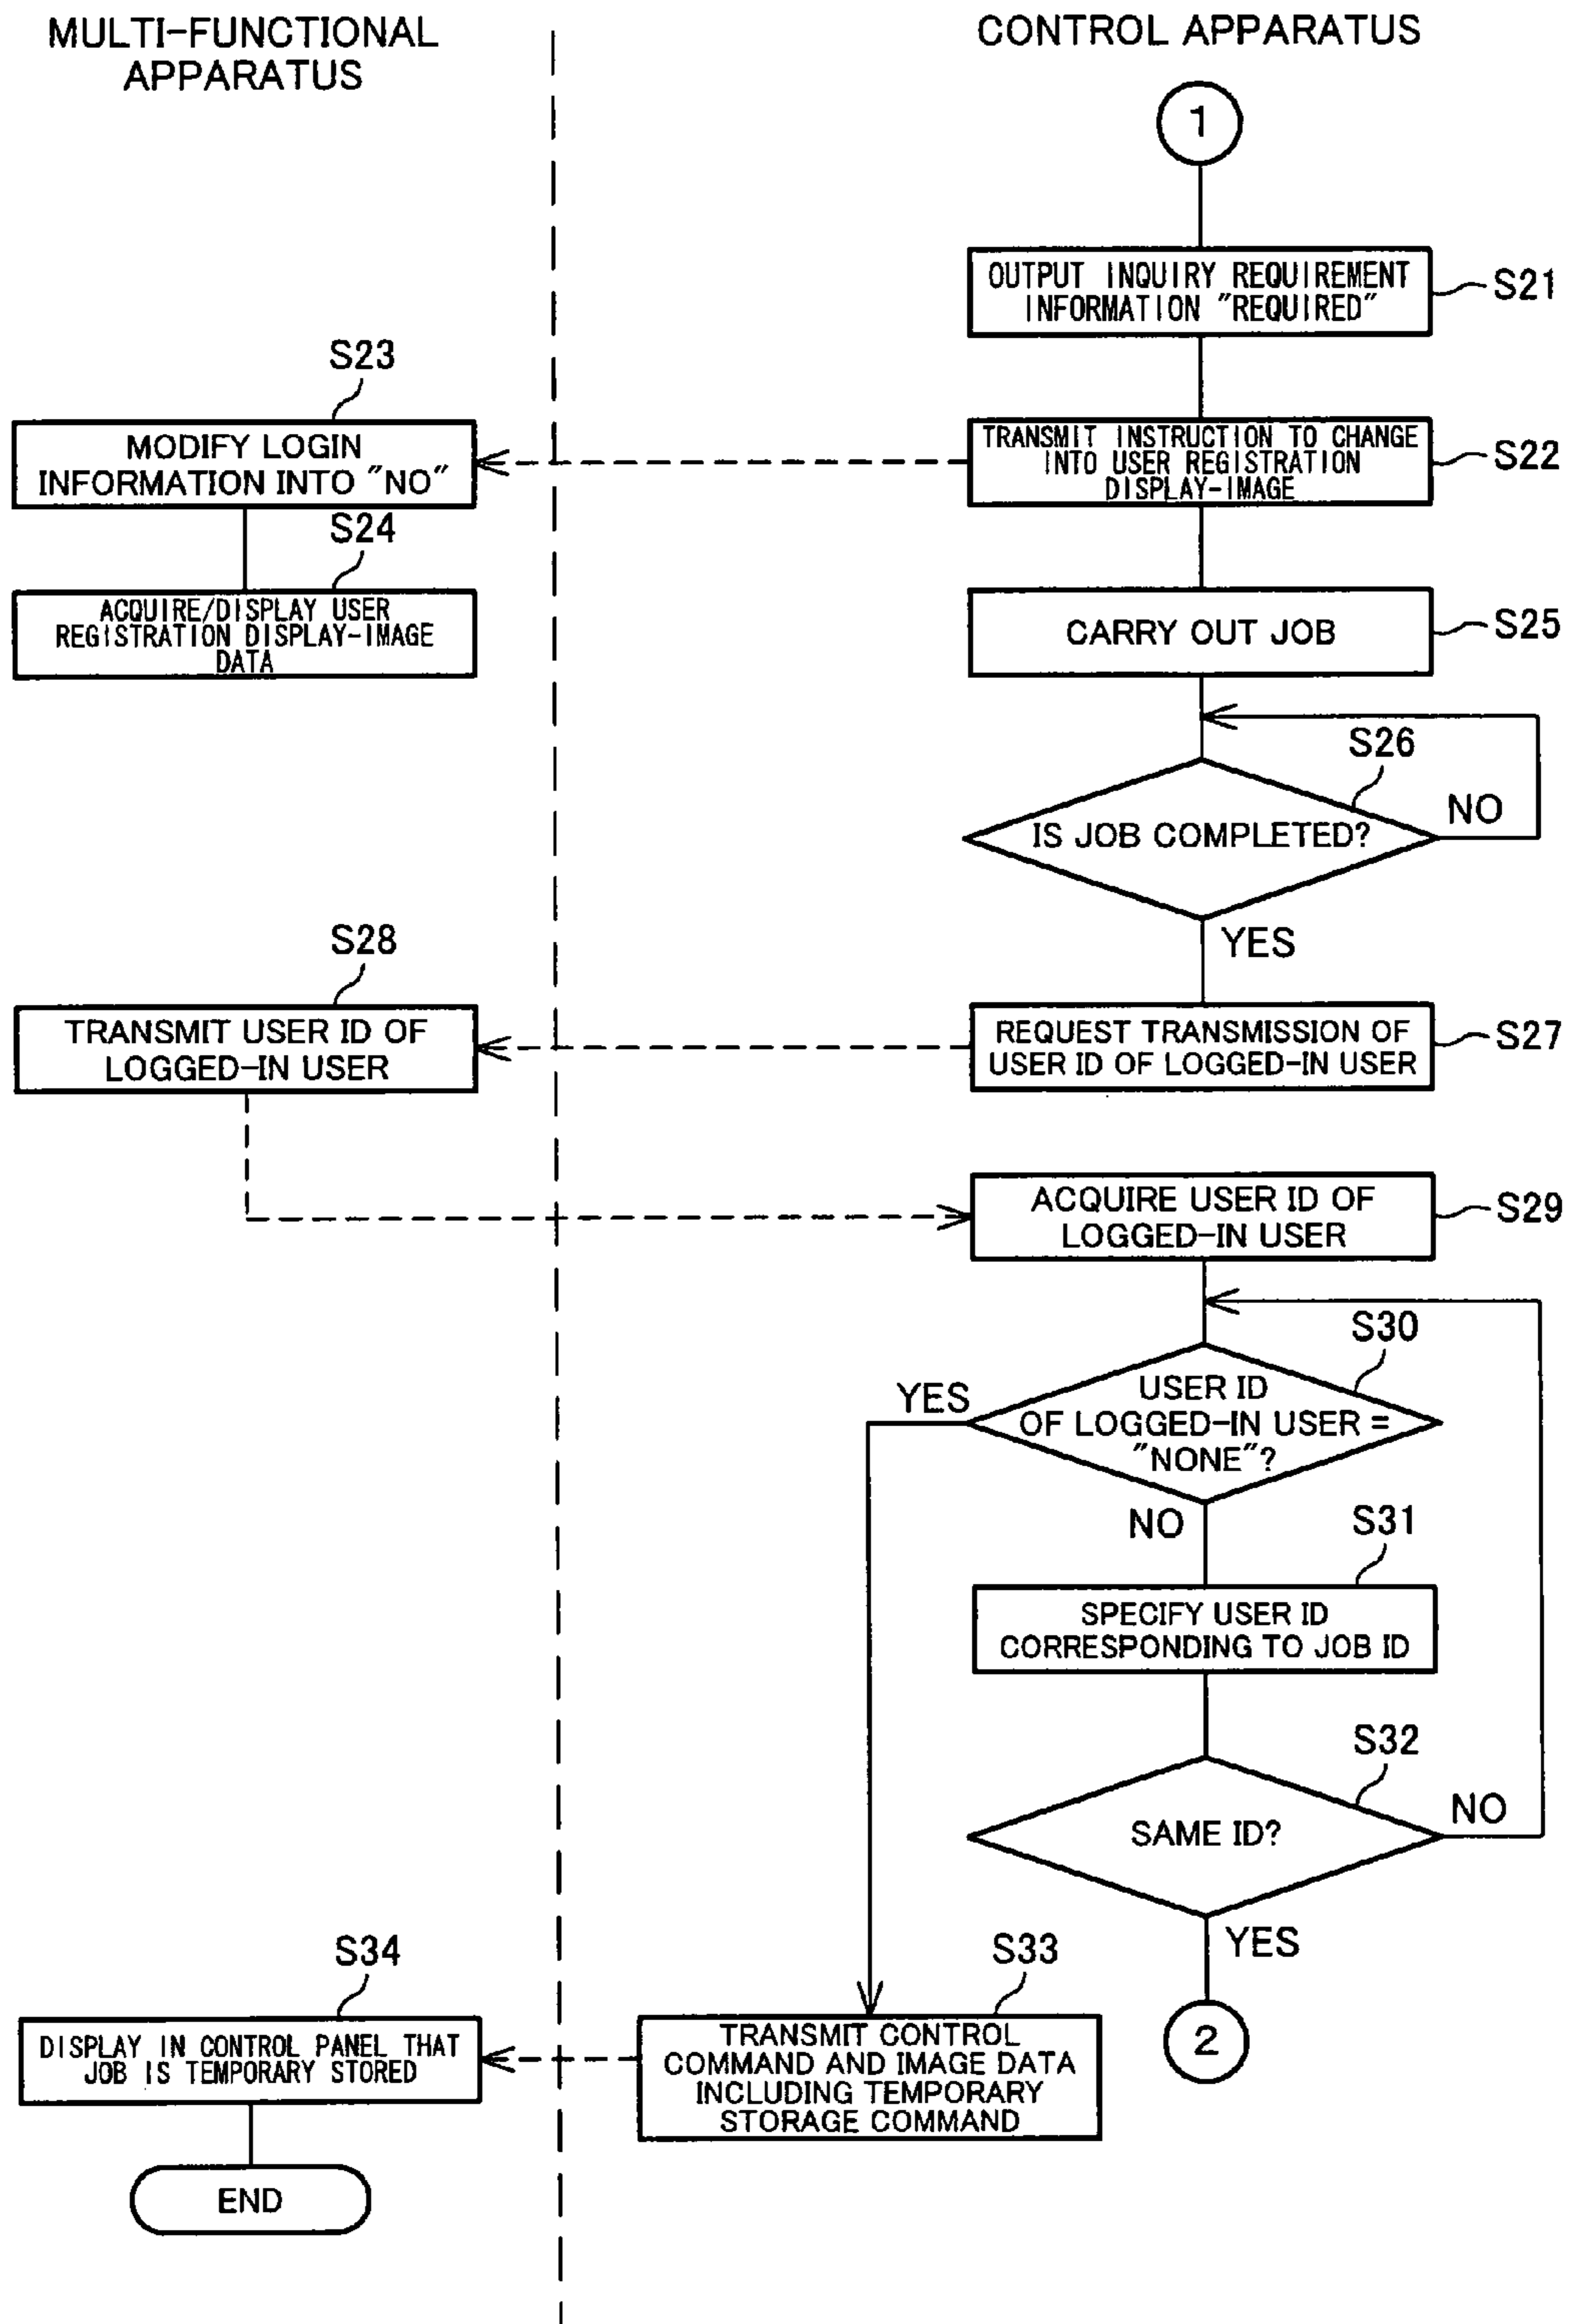 MULTI-FUNCTIONAL
APPARATUS
CONTROL APPARATUS
1
OUTPUT INQUIRY REQUIREMENT
INFORMATION "REQUIRED"
S21
S23
MODIFY LOGIN
INFORMATION INTO "NO"
TRANSMIT INSTRUCTION TO CHANGE
INTO USER REGISTRATION
DISPLAY-IMAGE
S22
S24
ACQUIRE/DISPLAY USER
REGISTRATION DISPLAY-IMAGE
DATA
CARRY OUT JOB
S25
S26
IS JOB COMPLETED?
NO
YES
S28
TRANSMIT USER ID OF
LOGGED-IN USER
REQUEST TRANSMISSION OF
USER ID OF LOGGED-IN USER
S27
ACQUIRE USER ID OF
LOGGED-IN USER
S29
S30
YES
USER ID
OF LOGGED-IN USER =
"NONE"?
NO
S31
SPECIFY USER ID
CORRESPONDING TO JOB ID
S32
SAME ID?
NO
YES
2
S34
DISPLAY IN CONTROL PANEL THAT
JOB IS TEMPORARY STORED
S33
TRANSMIT CONTROL
COMMAND AND IMAGE DATA
INCLUDING TEMPORARY
STORAGE COMMAND
END